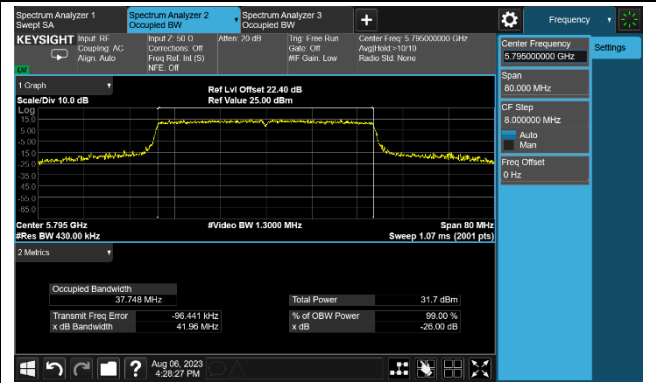 Spectrum Analyzer 1
Swept SA
Spectrum Analyzer 2
Occupied BW
Spectrum Analyzer 3
Occupied BW
Frequency
KEYSIGHT
Input: RF
Coupling: AC
Align: Auto
Input Z: 50 Ω
Corrections: Off
Freq Ref: Int (S)
NFE: Off
Atten: 20 dB
Trig: Free Run
Gate: Off
#IF Gain: Low
Center Freq: 5.795000000 GHz
Avg|Hold:>10/10
Radio Std: None
Center Frequency
5.795000000 GHz
Settings
Span
80.000 MHz
CF Step
8.000000 MHz
Auto
Man
Freq Offset
0 Hz
1 Graph
Scale/Div 10.0 dB
Ref Lvl Offset 22.40 dB
Ref Value 25.00 dBm
Log
15.0
5.00
-5.00
-15.0
-25.0
-35.0
-45.0
-55.0
-65.0
Center 5.795 GHz
#Res BW 430.00 kHz
#Video BW 1.3000 MHz
Span 80 MHz
Sweep 1.07 ms (2001 pts)
2 Metrics
Occupied Bandwidth
37.748 MHz
Total Power 31.7 dBm
Transmit Freq Error -96.441 kHz
% of OBW Power 99.00 %
x dB Bandwidth 41.96 MHz
x dB -26.00 dB
?
Aug 06, 2023
4:28:27 PM